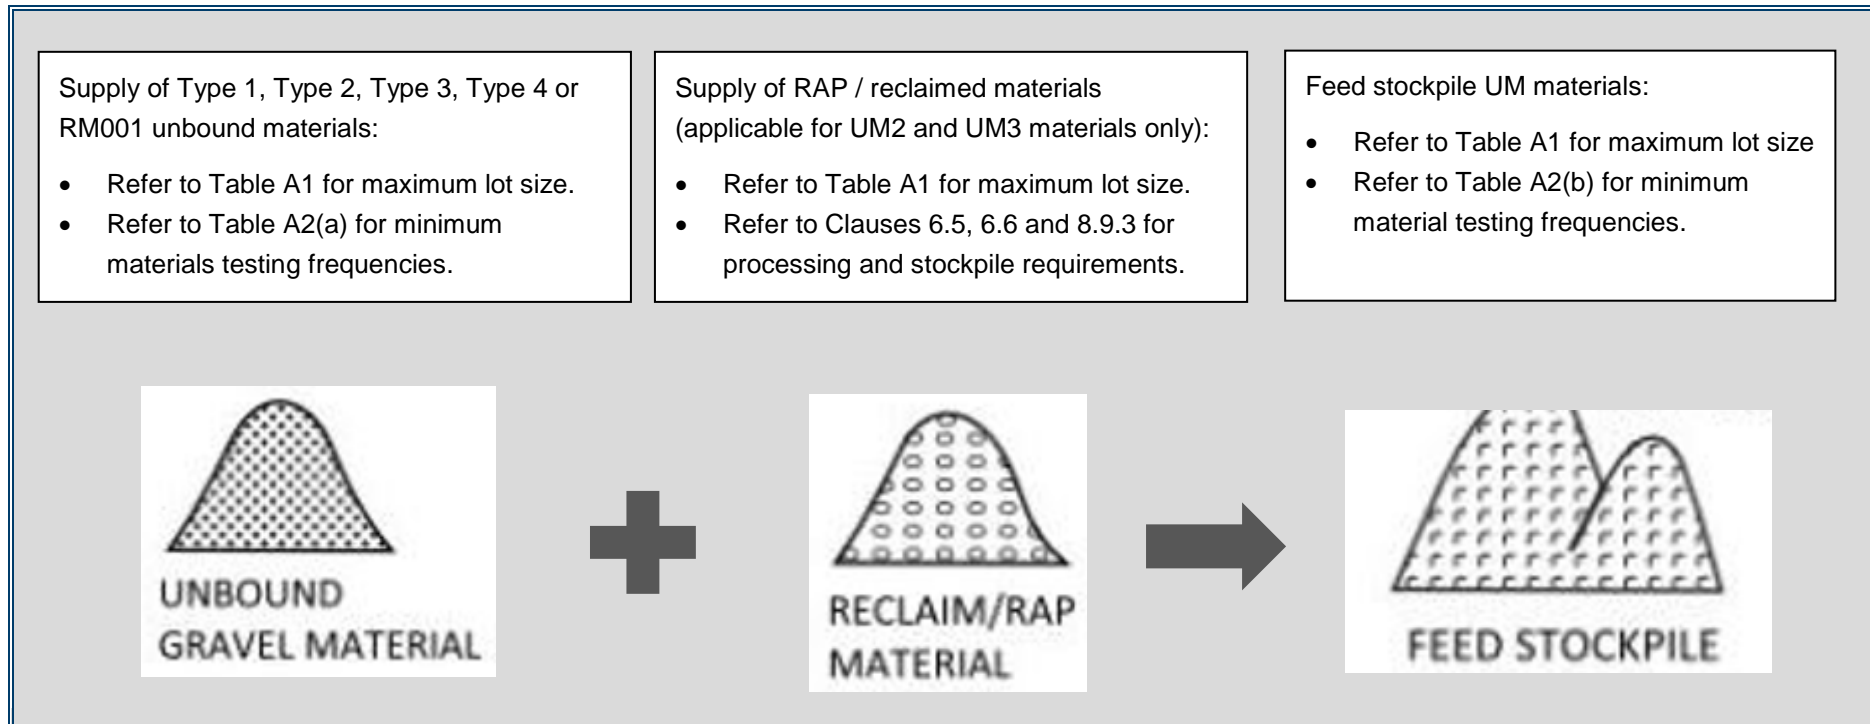 Supply of Type 1, Type 2, Type 3, Type 4 or
RM001 unbound materials:
• Refer to Table A1 for maximum lot size.
• Refer to Table A2(a) for minimum
materials testing frequencies.
Supply of RAP / reclaimed materials
(applicable for UM2 and UM3 materials only):
• Refer to Table A1 for maximum lot size.
• Refer to Clauses 6.5, 6.6 and 8.9.3 for
processing and stockpile requirements.
Feed stockpile UM materials:
• Refer to Table A1 for maximum lot size
• Refer to Table A2(b) for minimum
material testing frequencies.
UNBOUND
GRAVEL MATERIAL
RECLAIM/RAP
MATERIAL
FEED STOCKPILE